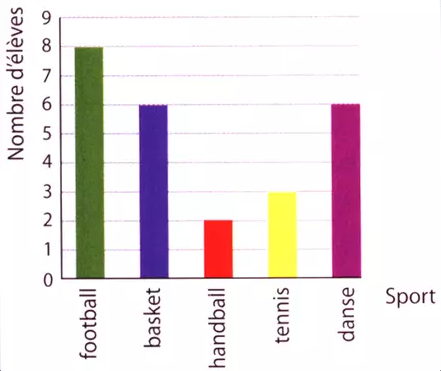 Nombre d'élèves
9
8
7
6
5
4
3
2
1
0
football
basket
handball
tennis
danse
Sport